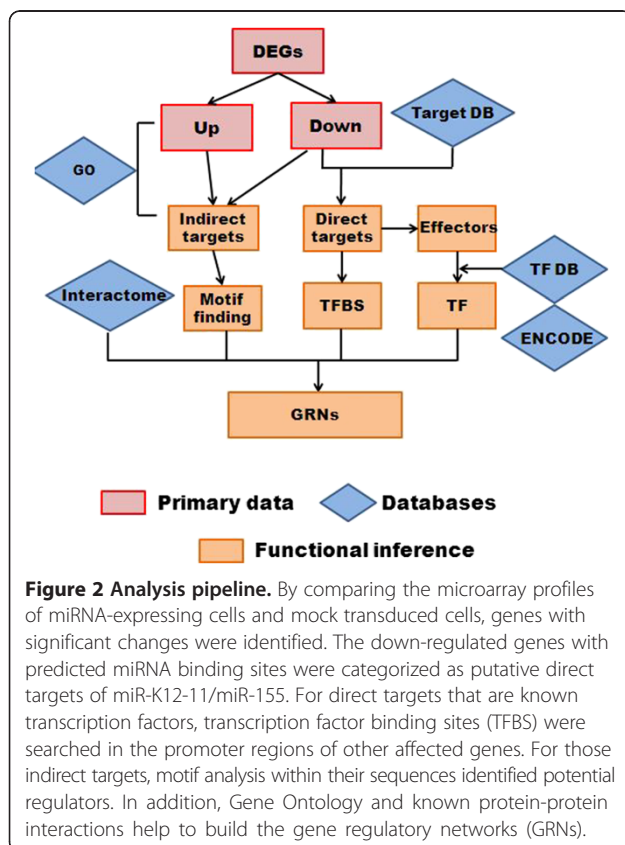 DEGs
Up
Down
Target DB
GO
Indirect
targets
Direct
targets
Effectors
Interactome
Motif
finding
TFBS
TF
TF DB
ENCODE
GRNs
Primary data
Databases
Functional inference
Figure 2 Analysis pipeline. By comparing the microarray profiles
of miRNA-expressing cells and mock transduced cells, genes with
significant changes were identified. The down-regulated genes with
predicted miRNA binding sites were categorized as putative direct
targets of miR-K12-11/miR-155. For direct targets that are known
transcription factors, transcription factor binding sites (TFBS) were
searched in the promoter regions of other affected genes. For those
indirect targets, motif analysis within their sequences identified potential
regulators. In addition, Gene Ontology and known protein-protein
interactions help to build the gene regulatory networks (GRNs).